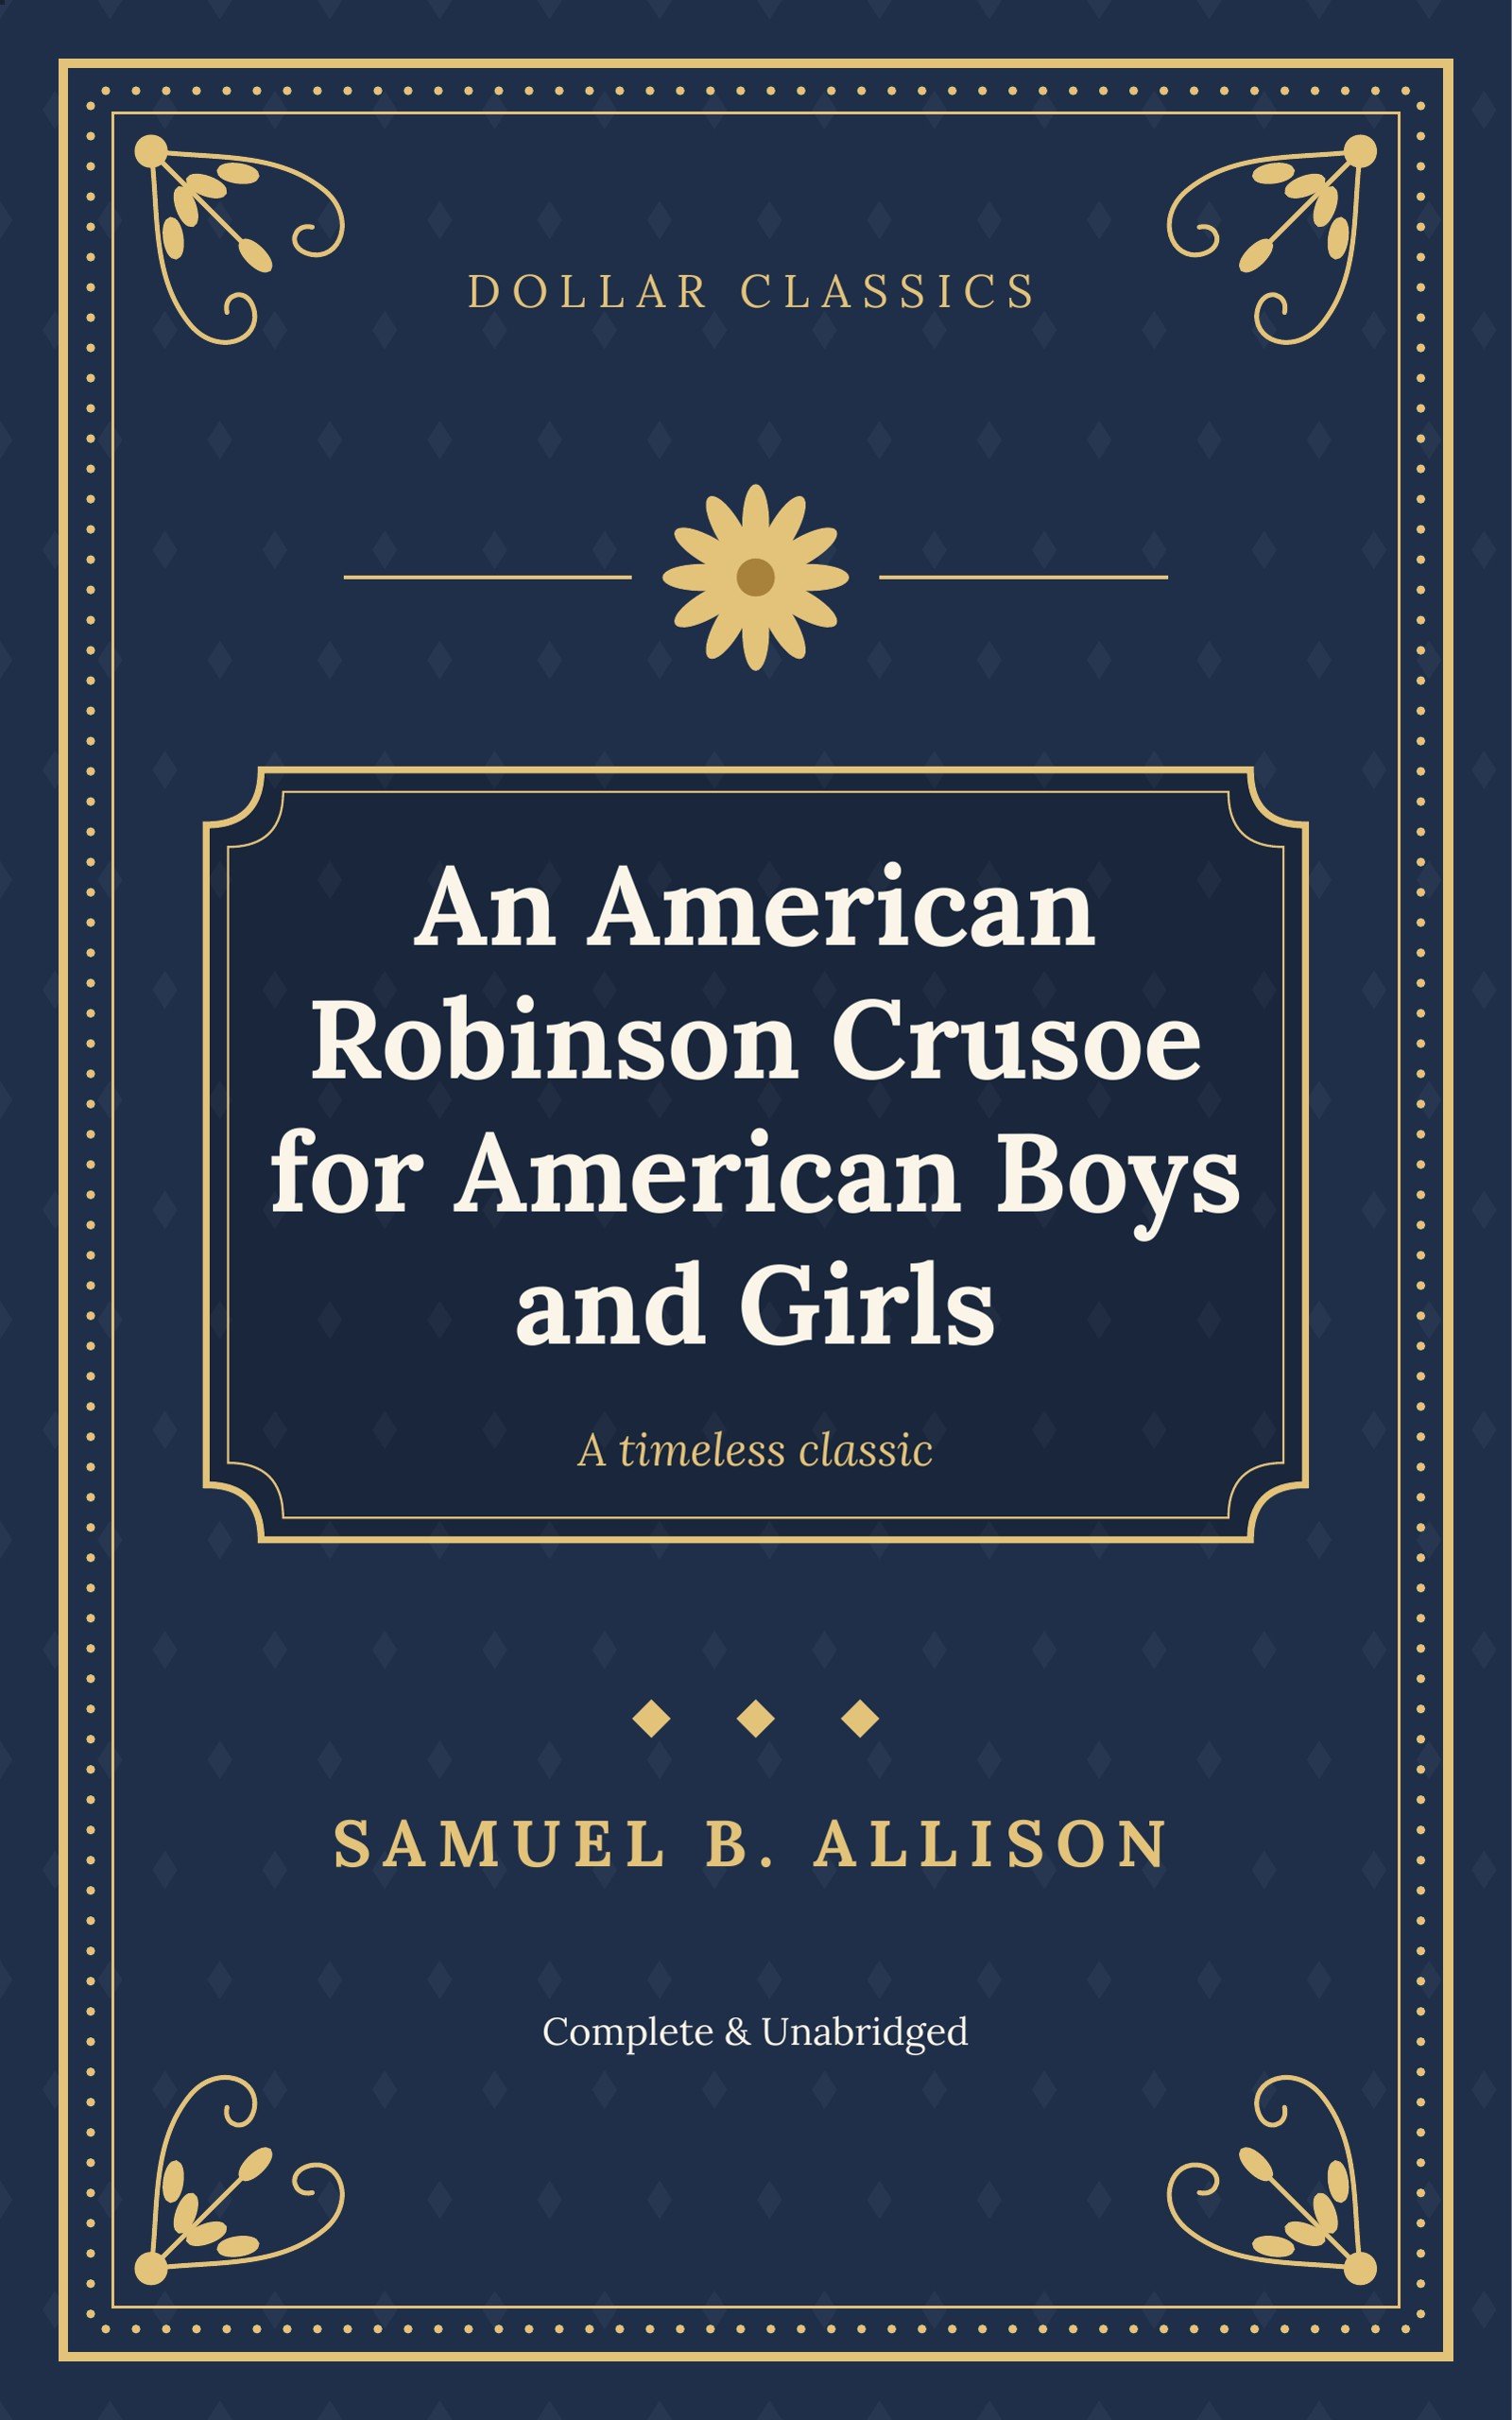 DOLLAR CLASSICS
An American
Robinson Crusoe
for American Boys
and Girls
A timeless classic
SAMUEL B. ALLISON
Complete & Unabridged